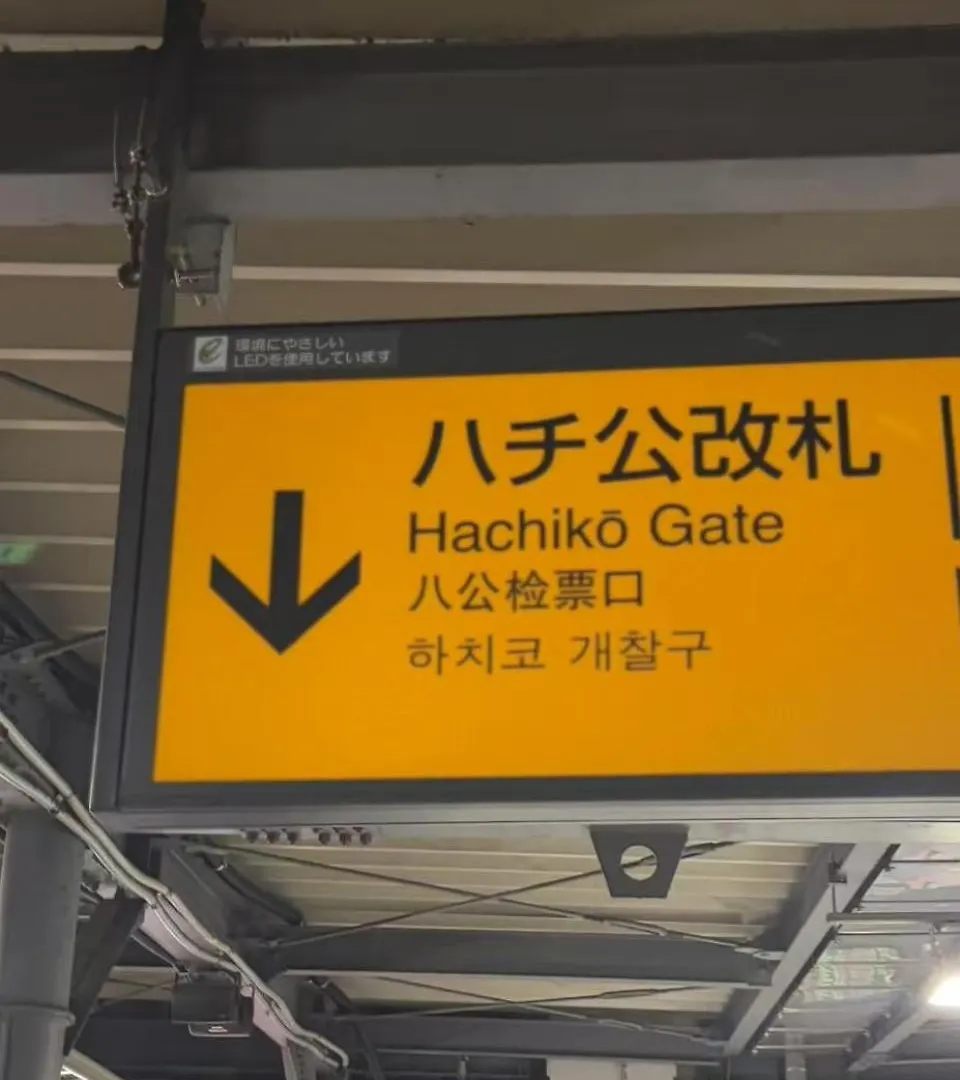 環境にやさしい
LEDを使用しています
ハチ公改札
Hachikō Gate
八公检票口
하치코 개찰구